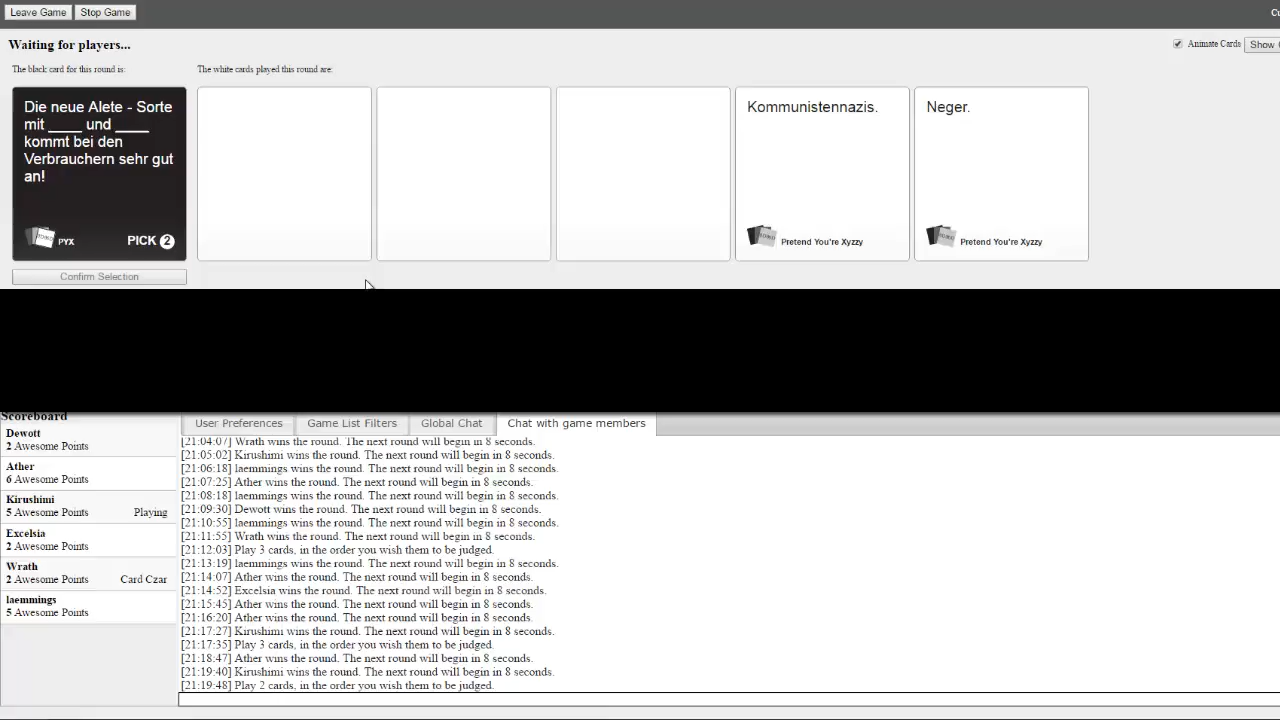 Leave Game Stop Game
Waiting for players...
Animate Cards
Show
The black card for this round is:
The white cards played this round are:
Die neue Alete - Sorte
mit ____ und ____
kommt bei den
Verbrauchern sehr gut
an!
PYX
PICK 2
Kommunistennazis.
Pretend You're Xyzzy
Neger.
Pretend You're Xyzzy
Confirm Selection
Scoreboard
Dewott
2 Awesome Points
Ather
6 Awesome Points
Kirushimi
5 Awesome Points Playing
Excelsia
2 Awesome Points
Wrath
2 Awesome Points Card Czar
laemmings
5 Awesome Points
User Preferences Game List Filters Global Chat Chat with game members
[21:04:07] Wrath wins the round. The next round will begin in 8 seconds.
[21:05:02] Kirushimi wins the round. The next round will begin in 8 seconds.
[21:06:18] laemmings wins the round. The next round will begin in 8 seconds.
[21:07:25] Ather wins the round. The next round will begin in 8 seconds.
[21:08:18] laemmings wins the round. The next round will begin in 8 seconds.
[21:09:30] Dewott wins the round. The next round will begin in 8 seconds.
[21:10:55] laemmings wins the round. The next round will begin in 8 seconds.
[21:11:55] Wrath wins the round. The next round will begin in 8 seconds.
[21:12:03] Play 3 cards, in the order you wish them to be judged.
[21:13:19] laemmings wins the round. The next round will begin in 8 seconds.
[21:14:07] Ather wins the round. The next round will begin in 8 seconds.
[21:14:52] Excelsia wins the round. The next round will begin in 8 seconds.
[21:15:45] Ather wins the round. The next round will begin in 8 seconds.
[21:16:20] Ather wins the round. The next round will begin in 8 seconds.
[21:17:27] Kirushimi wins the round. The next round will begin in 8 seconds.
[21:17:35] Play 3 cards, in the order you wish them to be judged.
[21:18:47] Ather wins the round. The next round will begin in 8 seconds.
[21:19:40] Kirushimi wins the round. The next round will begin in 8 seconds.
[21:19:48] Play 2 cards, in the order you wish them to be judged.